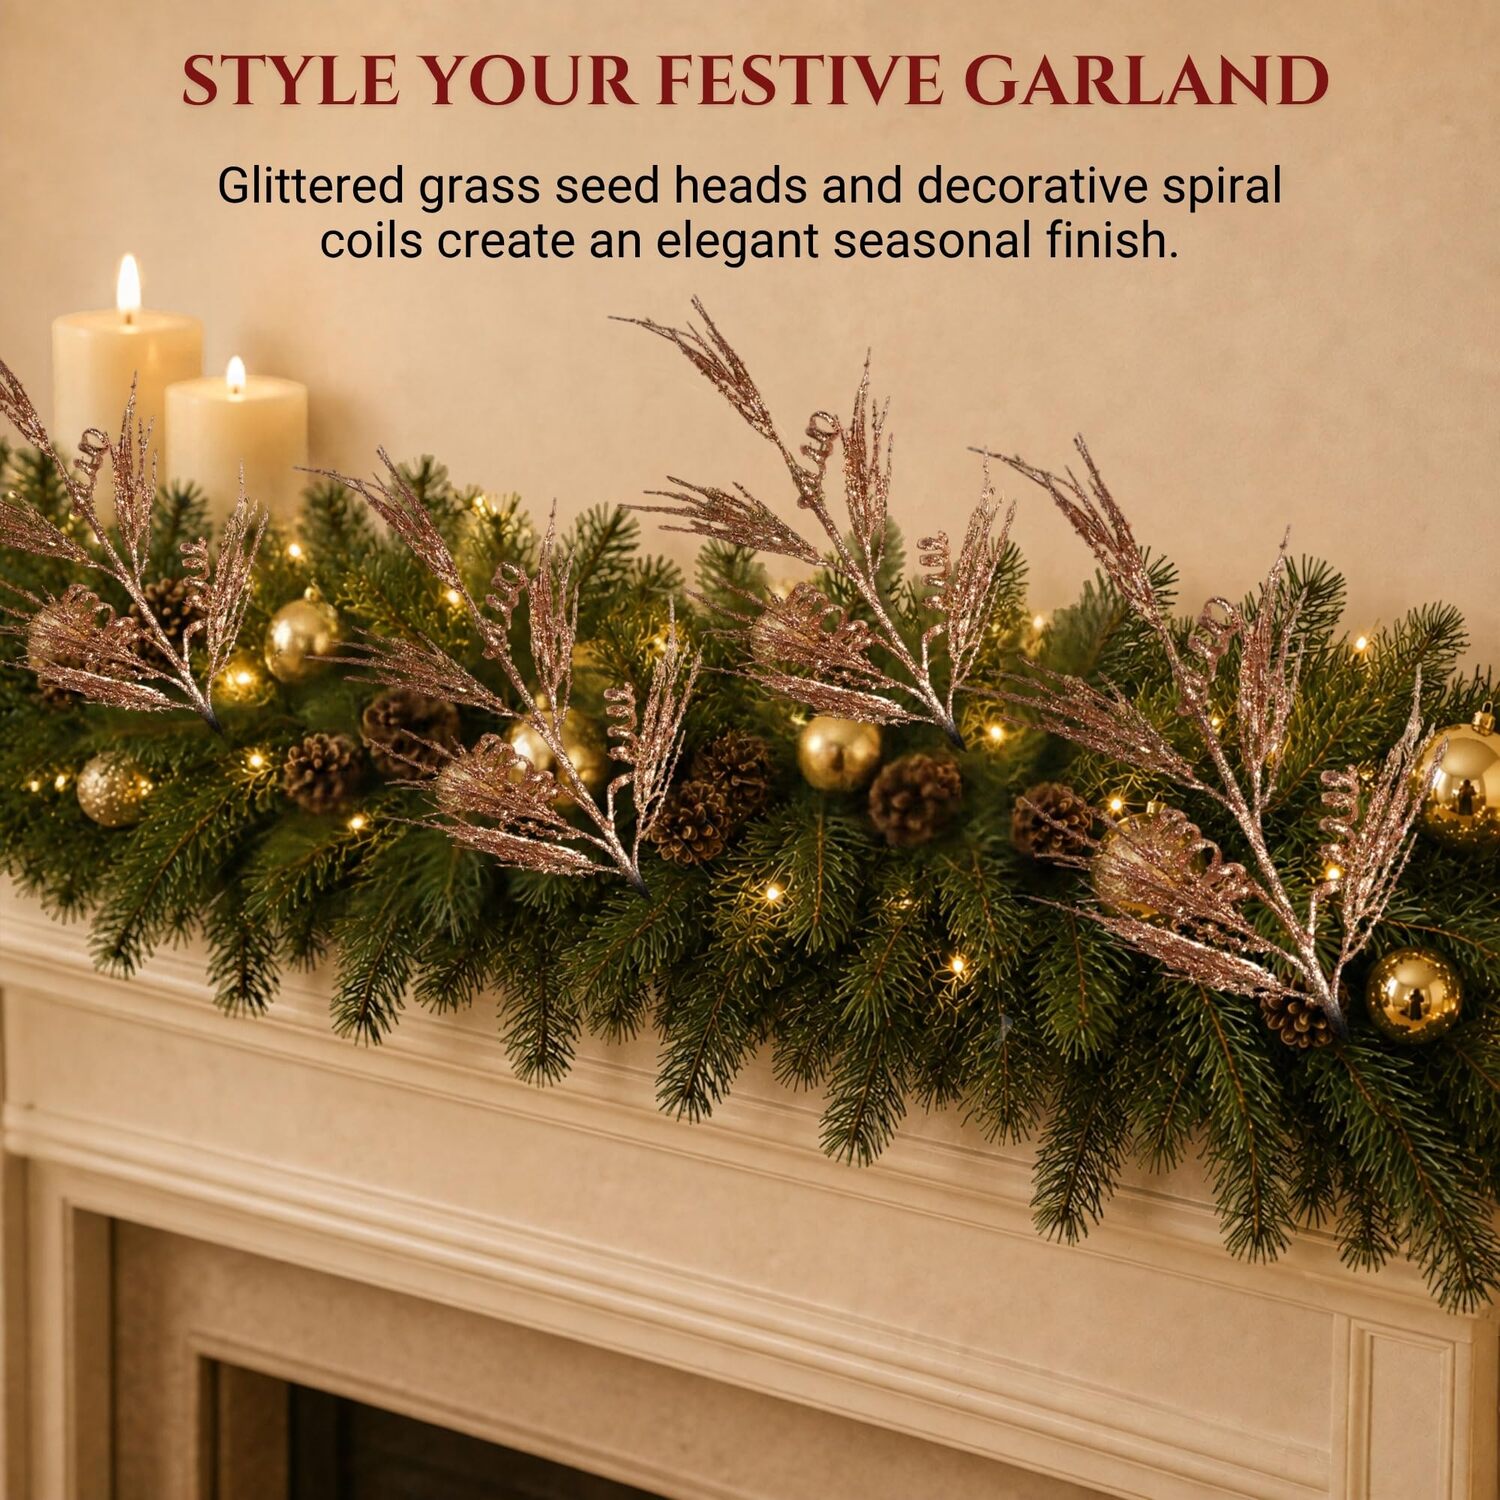 STYLE YOUR FESTIVE GARLAND
Glittered grass seed heads and decorative spiral
coils create an elegant seasonal finish.